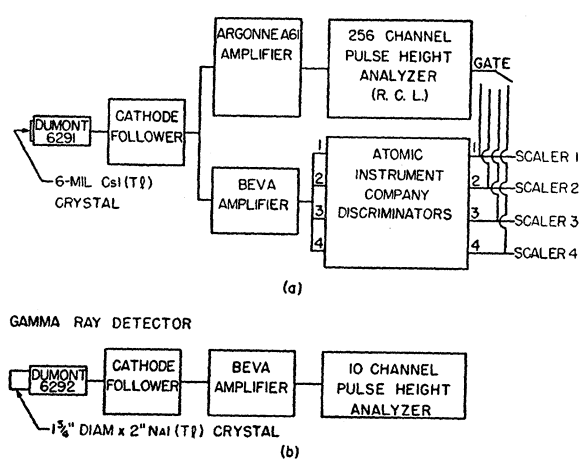 ARGONNE A61
AMPLIFIER
256 CHANNEL
PULSE HEIGHT
ANALYZER
(R. C. L.)
GATE
DUMONT
6291
CATHODE
FOLLOWER
6-MIL CsI (Tl)
CRYSTAL
BEVA
AMPLIFIER
1
2
3
4
ATOMIC
INSTRUMENT
COMPANY
DISCRIMINATORS
1
2
3
4
SCALER 1
SCALER 2
SCALER 3
SCALER 4
(a)
GAMMA RAY DETECTOR
DUMONT
6292
CATHODE
FOLLOWER
BEVA
AMPLIFIER
10 CHANNEL
PULSE HEIGHT
ANALYZER
1 3/4" DIAM x 2" NaI (Tl) CRYSTAL
(b)